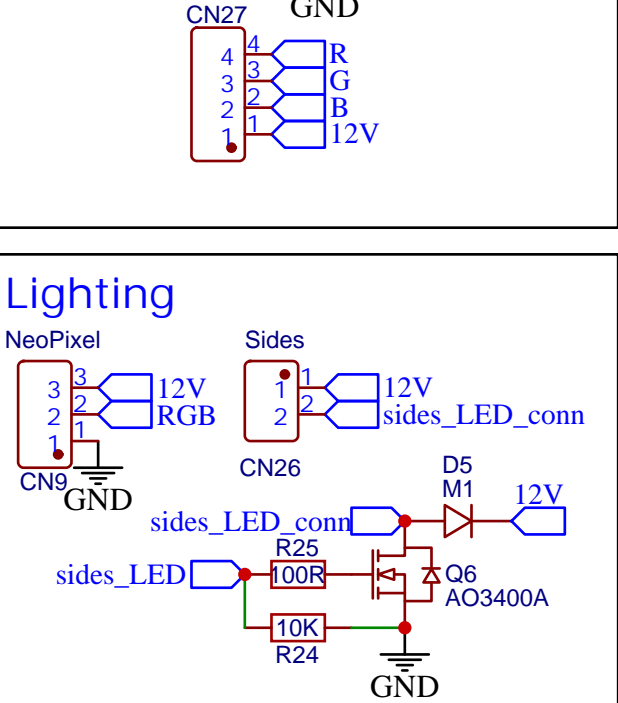 CN27
GND
4 4 R
3 3 G
2 2 B
1 1 12V
Lighting
NeoPixel
3 3 12V
2 2 RGB
1 1
CN9
GND
Sides
1 1 12V
2 2 sides_LED_conn
CN26
D5
M1
12V
sides_LED_conn
R25
sides_LED
100R
Q6
AO3400A
10K
R24
GND